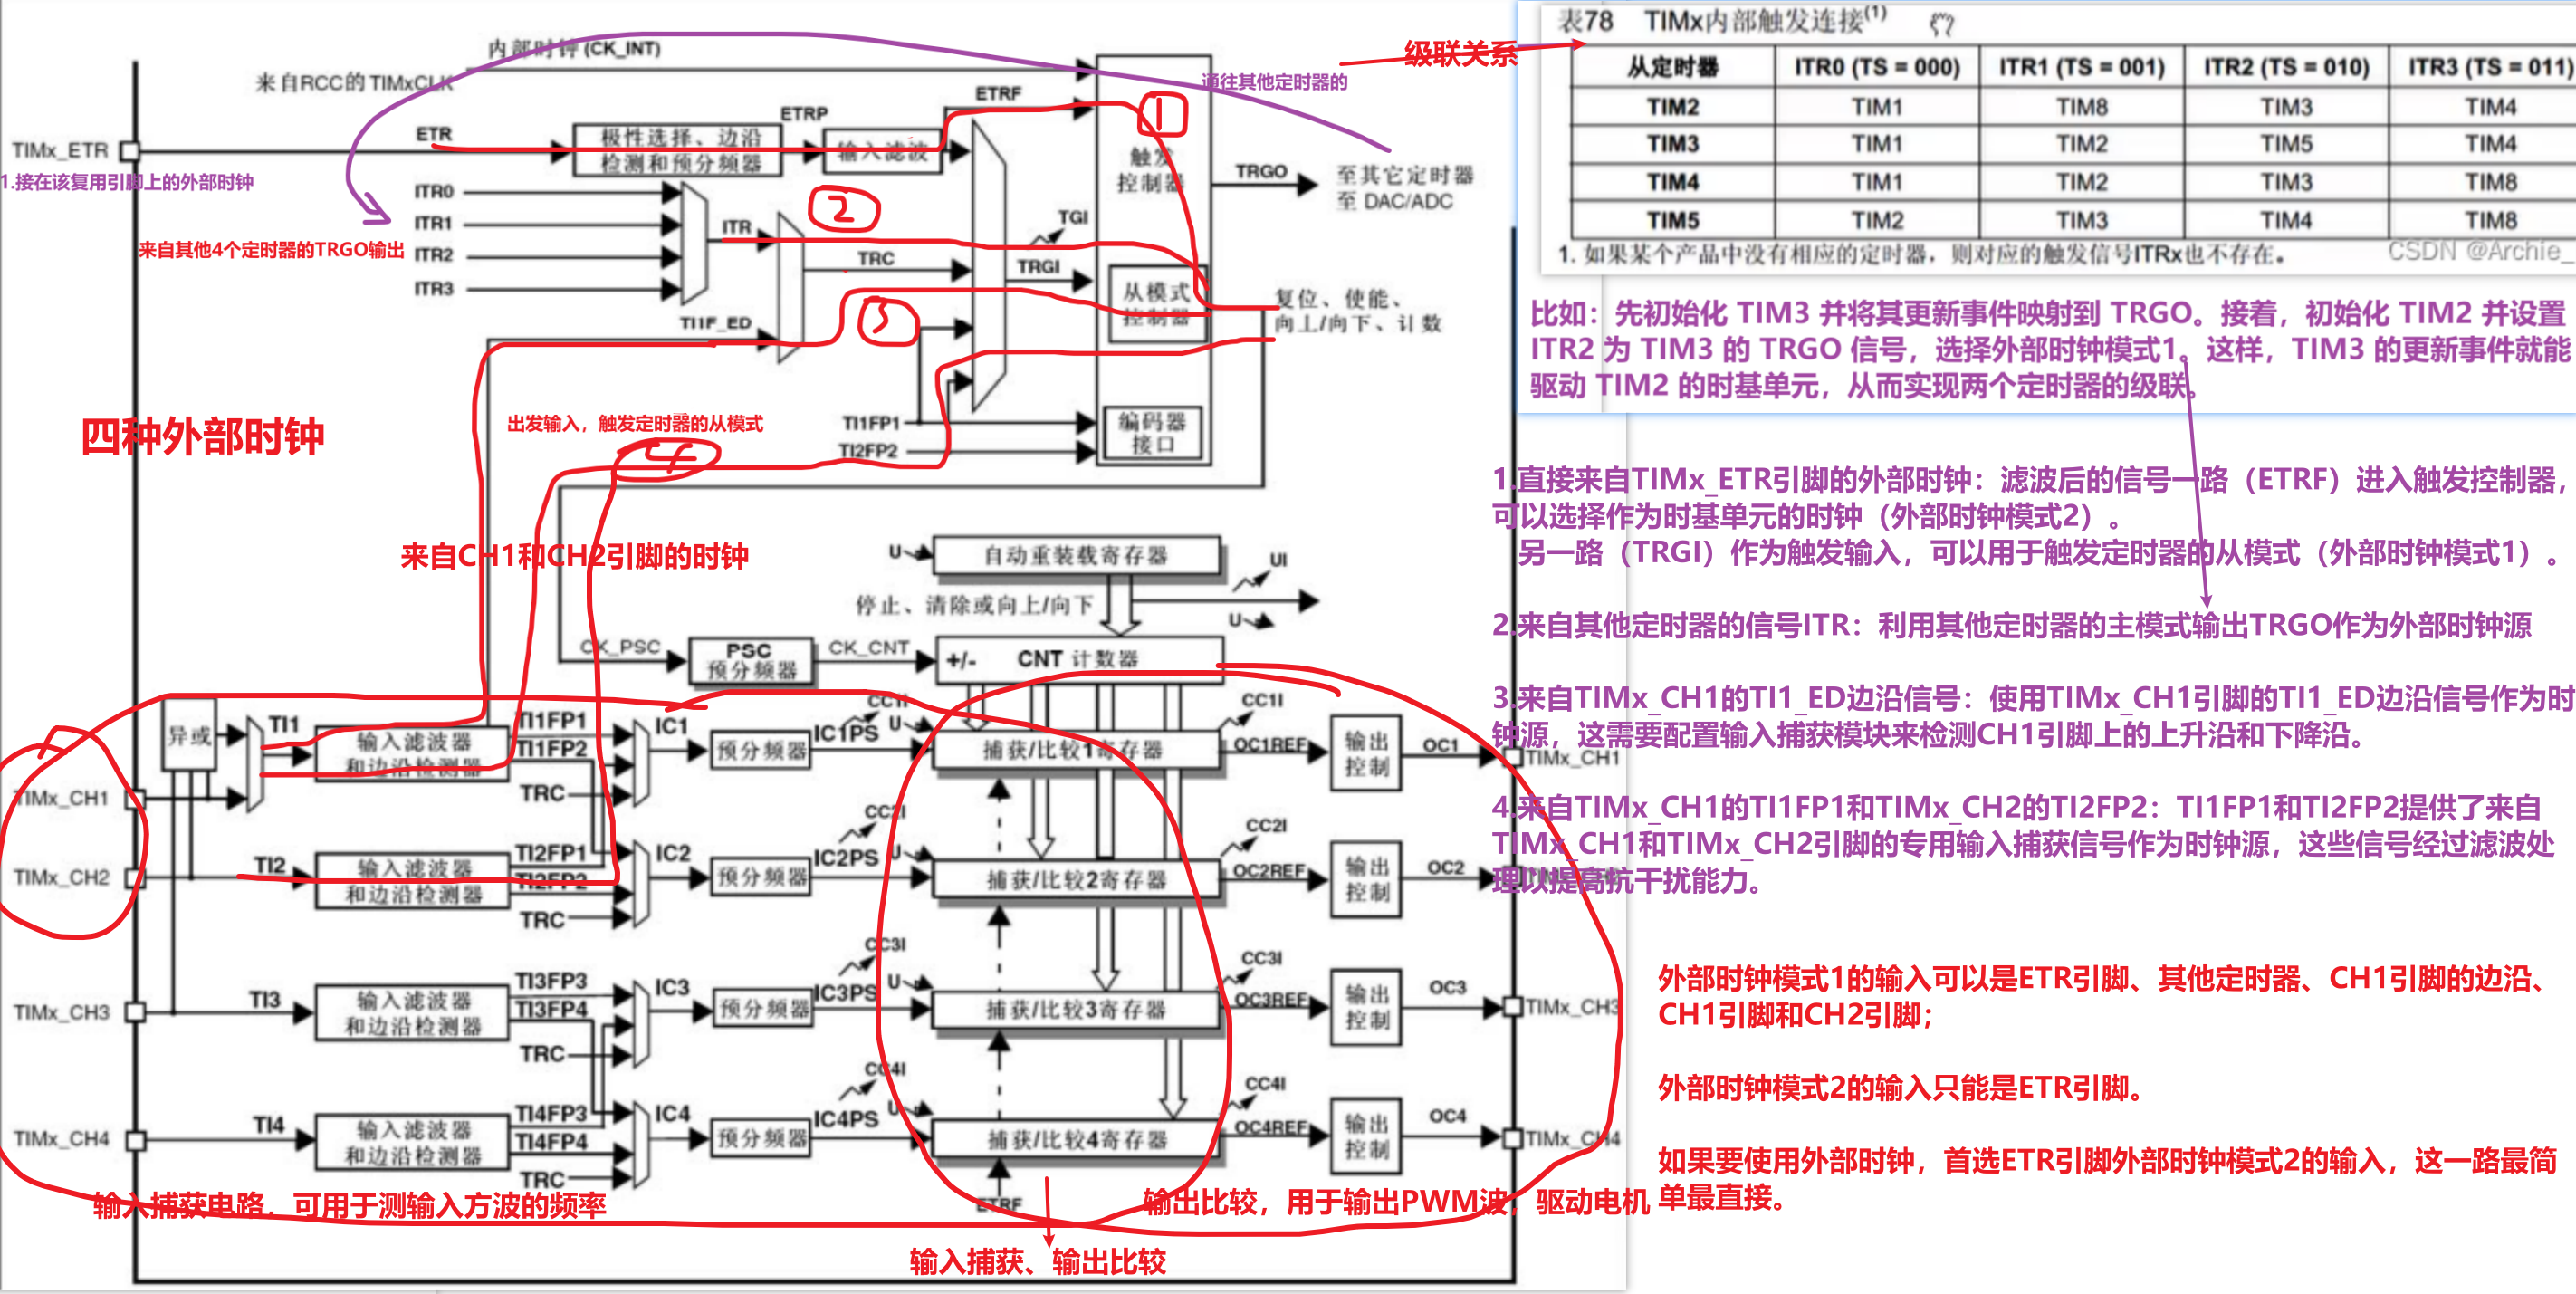 内部时钟 (CK_INT)
来自RCC的 TIMxCLK
通往其他定时器的
TIMx_ETR
ETR
极性选择、边沿
检测和预分频器
ETRP
输入滤波
ETRF
1
触发
控制器
TRGO
至其它定时器
至 DAC/ADC
1.接在该复用引脚上的外部时钟
ITR0
ITR1
ITR2
ITR3
来自其他4个定时器的TRGO输出
ITR
2
TRC
TGI
TRGI
TI1F_ED
3
从模式
控制器
复位、使能、
向上/向下、计数
四种外部时钟
出发输入，触发定时器的从模式
4
TI1FP1
TI2FP2
编码器
接口
来自CH1和CH2引脚的时钟
U
自动重装载寄存器
UI
停止、清除或向上/向下
U
CK_PSC
PSC
预分频器
CK_CNT
+/-
CNT 计数器
异或
TI1
输入滤波器
和边沿检测器
TI1FP1
TI1FP2
TRC
IC1
预分频器
CC1I
IC1PS
U
捕获/比较1寄存器
CC1I
OC1REF
输出
控制
OC1
TIMx_CH1
TIMx_CH1
TIMx_CH2
TI2
输入滤波器
和边沿检测器
TI2FP1
TI2FP2
TRC
IC2
预分频器
CC2I
IC2PS
U
捕获/比较2寄存器
CC2I
OC2REF
输出
控制
OC2
TIMx_CH3
TI3
输入滤波器
和边沿检测器
TI3FP3
TI3FP4
TRC
IC3
预分频器
CC3I
IC3PS
U
捕获/比较3寄存器
CC3I
OC3REF
输出
控制
OC3
TIMx_CH3
TIMx_CH4
TI4
输入滤波器
和边沿检测器
TI4FP3
TI4FP4
TRC
IC4
预分频器
CC4I
IC4PS
U
捕获/比较4寄存器
CC4I
OC4REF
输出
控制
OC4
TIMx_CH4
ETRF
输入捕获电路，可用于测输入方波的频率
输出比较，用于输出PWM波，驱动电机
输入捕获、输出比较
级联关系
表78 TIMx内部触发连接(1)
从定时器 ITR0 (TS = 000) ITR1 (TS = 001) ITR2 (TS = 010) ITR3 (TS = 011)
TIM2 TIM1 TIM8 TIM3 TIM4
TIM3 TIM1 TIM2 TIM5 TIM4
TIM4 TIM1 TIM2 TIM3 TIM8
TIM5 TIM2 TIM3 TIM4 TIM8
1. 如果某个产品中没有相应的定时器，则对应的触发信号ITRx也不存在。
CSDN @Archie_
比如：先初始化 TIM3 并将其更新事件映射到 TRGO。接着，初始化 TIM2 并设置
ITR2 为 TIM3 的 TRGO 信号，选择外部时钟模式1。这样，TIM3 的更新事件就能
驱动 TIM2 的时基单元，从而实现两个定时器的级联。
1.直接来自TIMx_ETR引脚的外部时钟：滤波后的信号一路（ETRF）进入触发控制器，
可以选择作为时基单元的时钟（外部时钟模式2）。
另一路（TRGI）作为触发输入，可以用于触发定时器的从模式（外部时钟模式1）。
2.来自其他定时器的信号ITR：利用其他定时器的主模式输出TRGO作为外部时钟源
3.来自TIMx_CH1的TI1_ED边沿信号：使用TIMx_CH1引脚的TI1_ED边沿信号作为时
钟源，这需要配置输入捕获模块来检测CH1引脚上的上升沿和下降沿。
4.来自TIMx_CH1的TI1FP1和TIMx_CH2的TI2FP2：TI1FP1和TI2FP2提供了来自
TIMx_CH1和TIMx_CH2引脚的专用输入捕获信号作为时钟源，这些信号经过滤波处
理以提高抗干扰能力。
外部时钟模式1的输入可以是ETR引脚、其他定时器、CH1引脚的边沿、
CH1引脚和CH2引脚；
外部时钟模式2的输入只能是ETR引脚。
如果要使用外部时钟，首选ETR引脚外部时钟模式2的输入，这一路最简
单最直接。